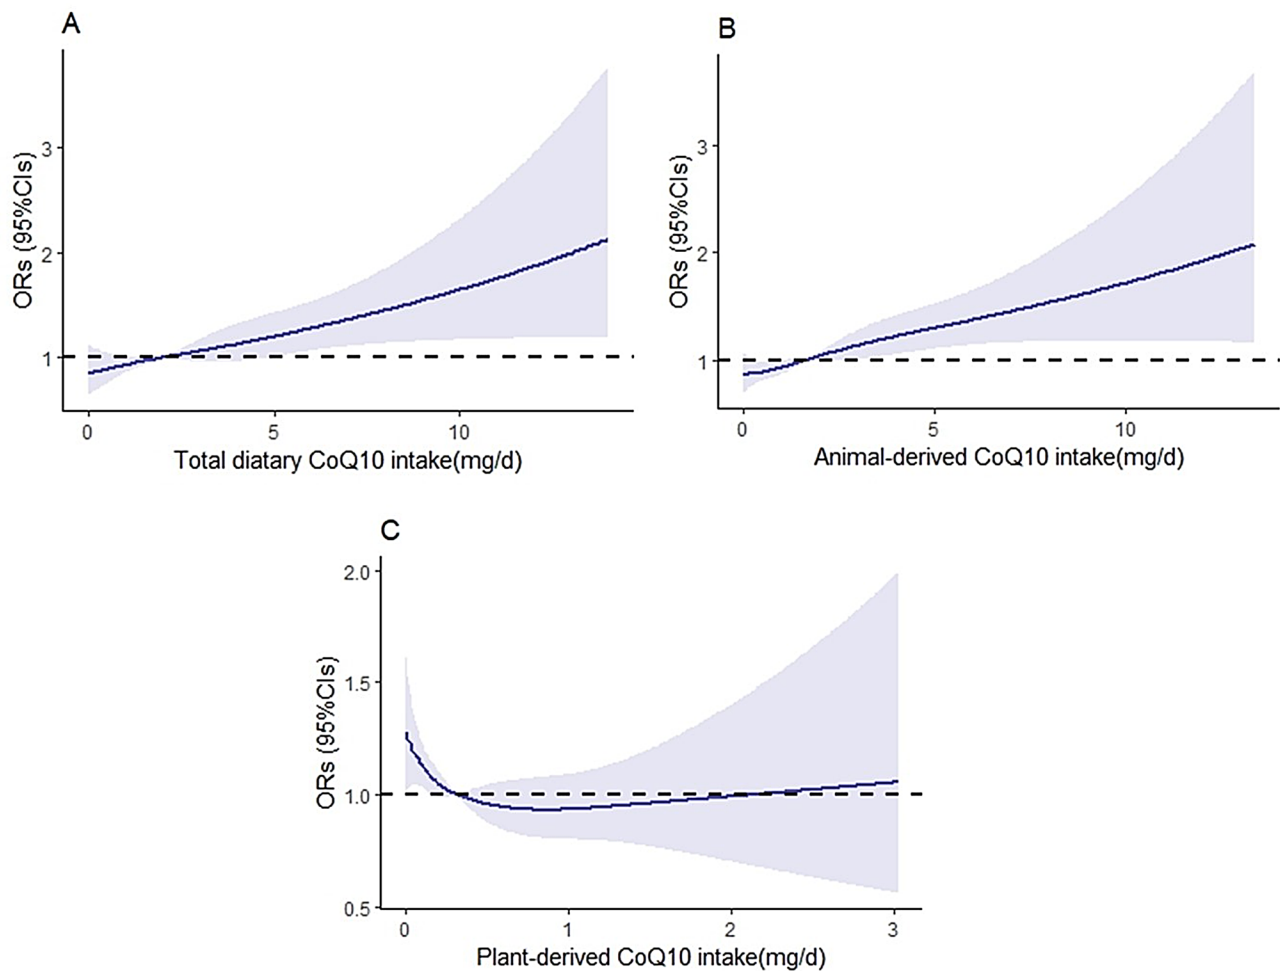 A
ORs (95%CIs)
3
2
1
0 5 10
Total diatary CoQ10 intake(mg/d)
B
ORs (95%CIs)
3
2
1
0 5 10
Animal-derived CoQ10 intake(mg/d)
C
ORs (95%CIs)
2.0
1.5
1.0
0.5
0 1 2 3
Plant-derived CoQ10 intake(mg/d)